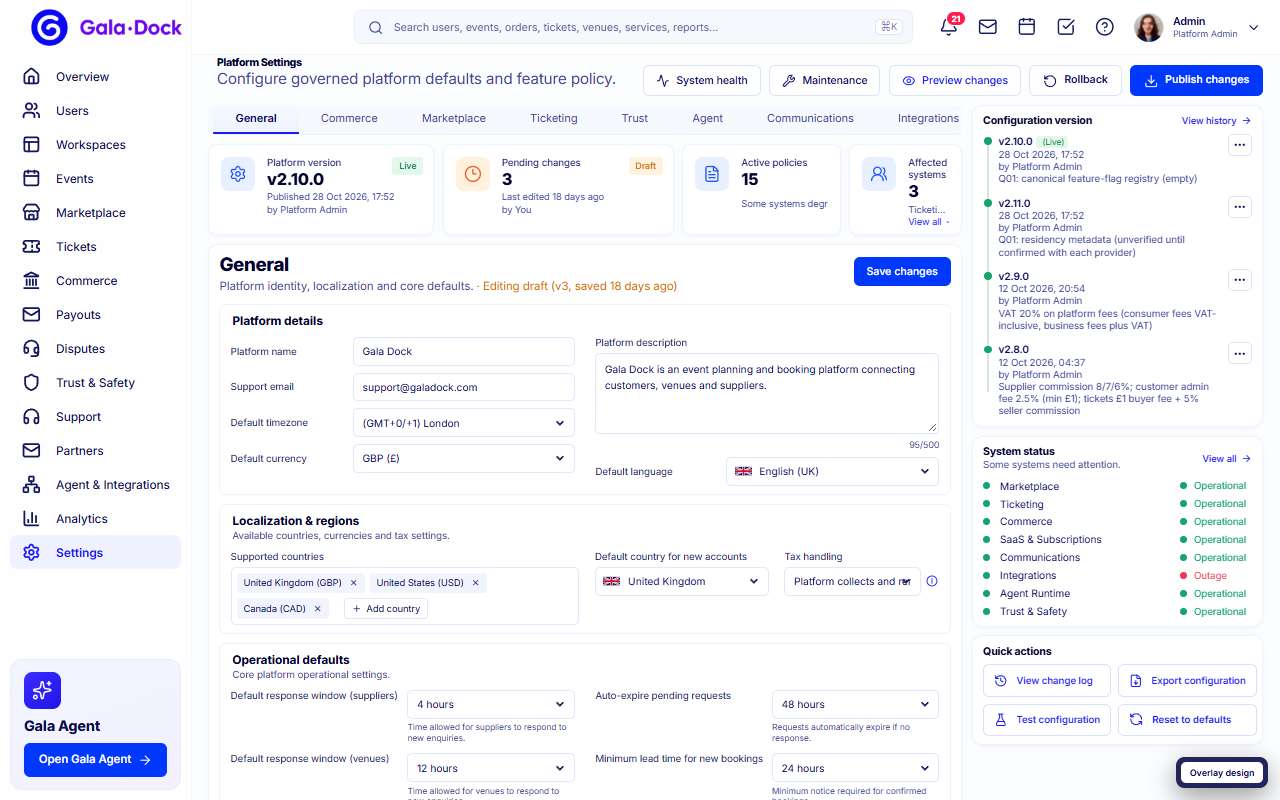 Gala·Dock
Search users, events, orders, tickets, venues, services, reports...
⌘K
21
Admin
Platform Admin
Overview
Users
Workspaces
Events
Marketplace
Tickets
Commerce
Payouts
Disputes
Trust & Safety
Support
Partners
Agent & Integrations
Analytics
Settings
Gala Agent
Open Gala Agent
Platform Settings
Configure governed platform defaults and feature policy.
System health
Maintenance
Preview changes
Rollback
Publish changes
General
Commerce
Marketplace
Ticketing
Trust
Agent
Communications
Integrations
Platform version
v2.10.0
Live
Published 28 Oct 2026, 17:52
by Platform Admin
Pending changes
3
Draft
Last edited 18 days ago
by You
Active policies
15
Some systems degr
Affected
systems
3
Ticketi...
View all
General
Platform identity, localization and core defaults. · Editing draft (v3, saved 18 days ago)
Save changes
Platform details
Platform name
Gala Dock
Support email
support@galadock.com
Default timezone
(GMT+0/+1) London
Default currency
GBP (£)
Platform description
Gala Dock is an event planning and booking platform connecting
customers, venues and suppliers.
95/500
Default language
English (UK)
Localization & regions
Available countries, currencies and tax settings.
Supported countries
United Kingdom (GBP) ×
United States (USD) ×
Canada (CAD) ×
+ Add country
Default country for new accounts
United Kingdom
Tax handling
Platform collects and
Operational defaults
Core platform operational settings.
Default response window (suppliers)
4 hours
Time allowed for suppliers to respond to
new enquiries.
Auto-expire pending requests
48 hours
Requests automatically expire if no
response.
Default response window (venues)
12 hours
Time allowed for venues to respond to
Minimum lead time for new bookings
24 hours
Minimum notice required for confirmed
Configuration version
View history →
v2.10.0 (Live)
28 Oct 2026, 17:52
by Platform Admin
Q01: canonical feature-flag registry (empty)
v2.11.0
28 Oct 2026, 17:52
by Platform Admin
Q01: residency metadata (unverified until
confirmed with each provider)
v2.9.0
12 Oct 2026, 20:54
by Platform Admin
VAT 20% on platform fees (consumer fees VAT-
inclusive, business fees plus VAT)
v2.8.0
12 Oct 2026, 04:37
by Platform Admin
Supplier commission 8/7/6%; customer admin
fee 2.5% (min £1); tickets £1 buyer fee + 5%
seller commission
System status
Some systems need attention.
View all →
Marketplace Operational
Ticketing Operational
Commerce Operational
SaaS & Subscriptions Operational
Communications Operational
Integrations Outage
Agent Runtime Operational
Trust & Safety Operational
Quick actions
View change log
Export configuration
Test configuration
Reset to defaults
Overlay design